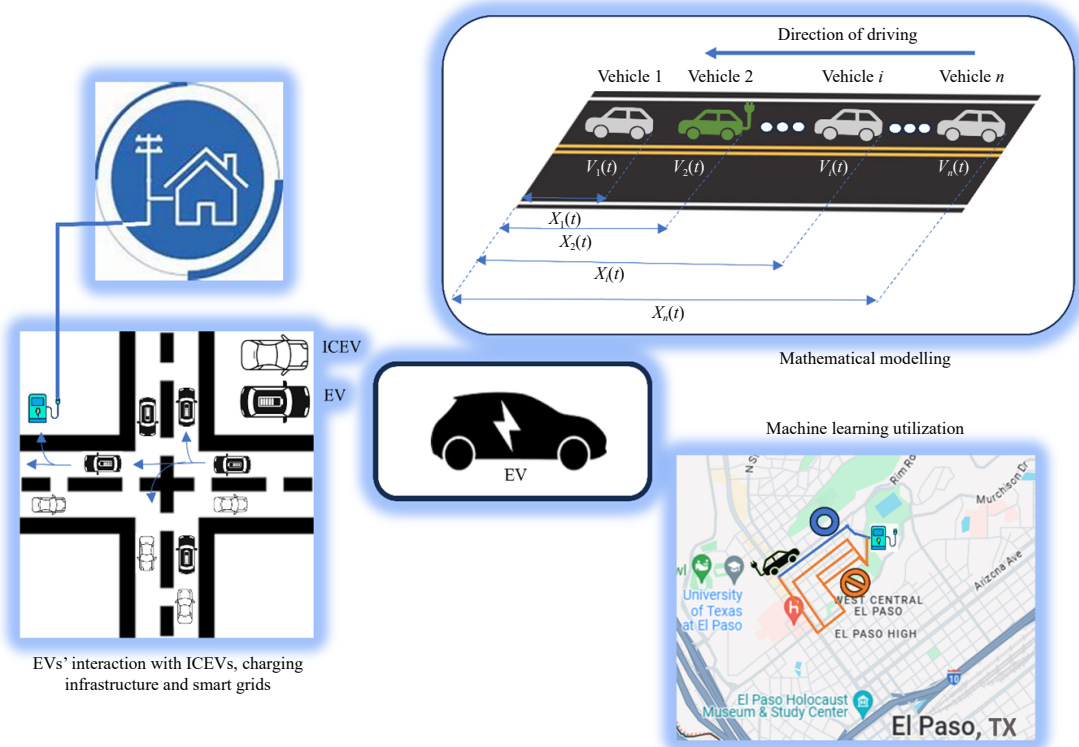 Direction of driving
Vehicle 1
Vehicle 2
Vehicle i
Vehicle n
V₁(t)
V₂(t)
Vᵢ(t)
Vₙ(t)
X₁(t)
X₂(t)
Xᵢ(t)
Xₙ(t)
Mathematical modelling
ICEV
EV
EV
EVs’ interaction with ICEVs, charging
infrastructure and smart grids
Machine learning utilization
Rim
Murchison Dr
Arizona Ave
University
of Texas
at El Paso
h
WEST CENTRAL
EL PASO
EL PASO HIGH
10
El Paso Holocaust
Museum & Study Center
El Paso, TX